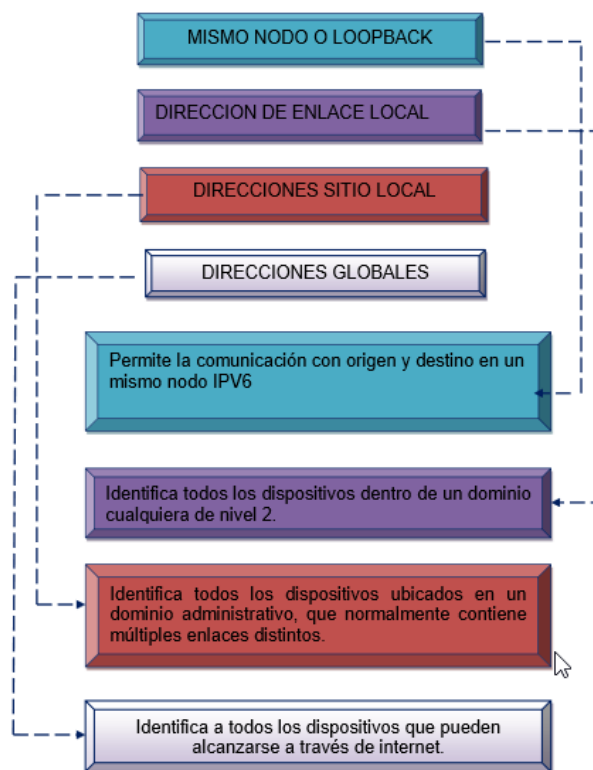 MISMO NODO O LOOPBACK
DIRECCION DE ENLACE LOCAL
DIRECCIONES SITIO LOCAL
DIRECCIONES GLOBALES
Permite la comunicación con origen y destino en un
mismo nodo IPV6
Identifica todos los dispositivos dentro de un dominio
cualquiera de nivel 2.
Identifica todos los dispositivos ubicados en un
dominio administrativo, que normalmente contiene
múltiples enlaces distintos.
Identifica a todos los dispositivos que pueden
alcanzarse a través de internet.